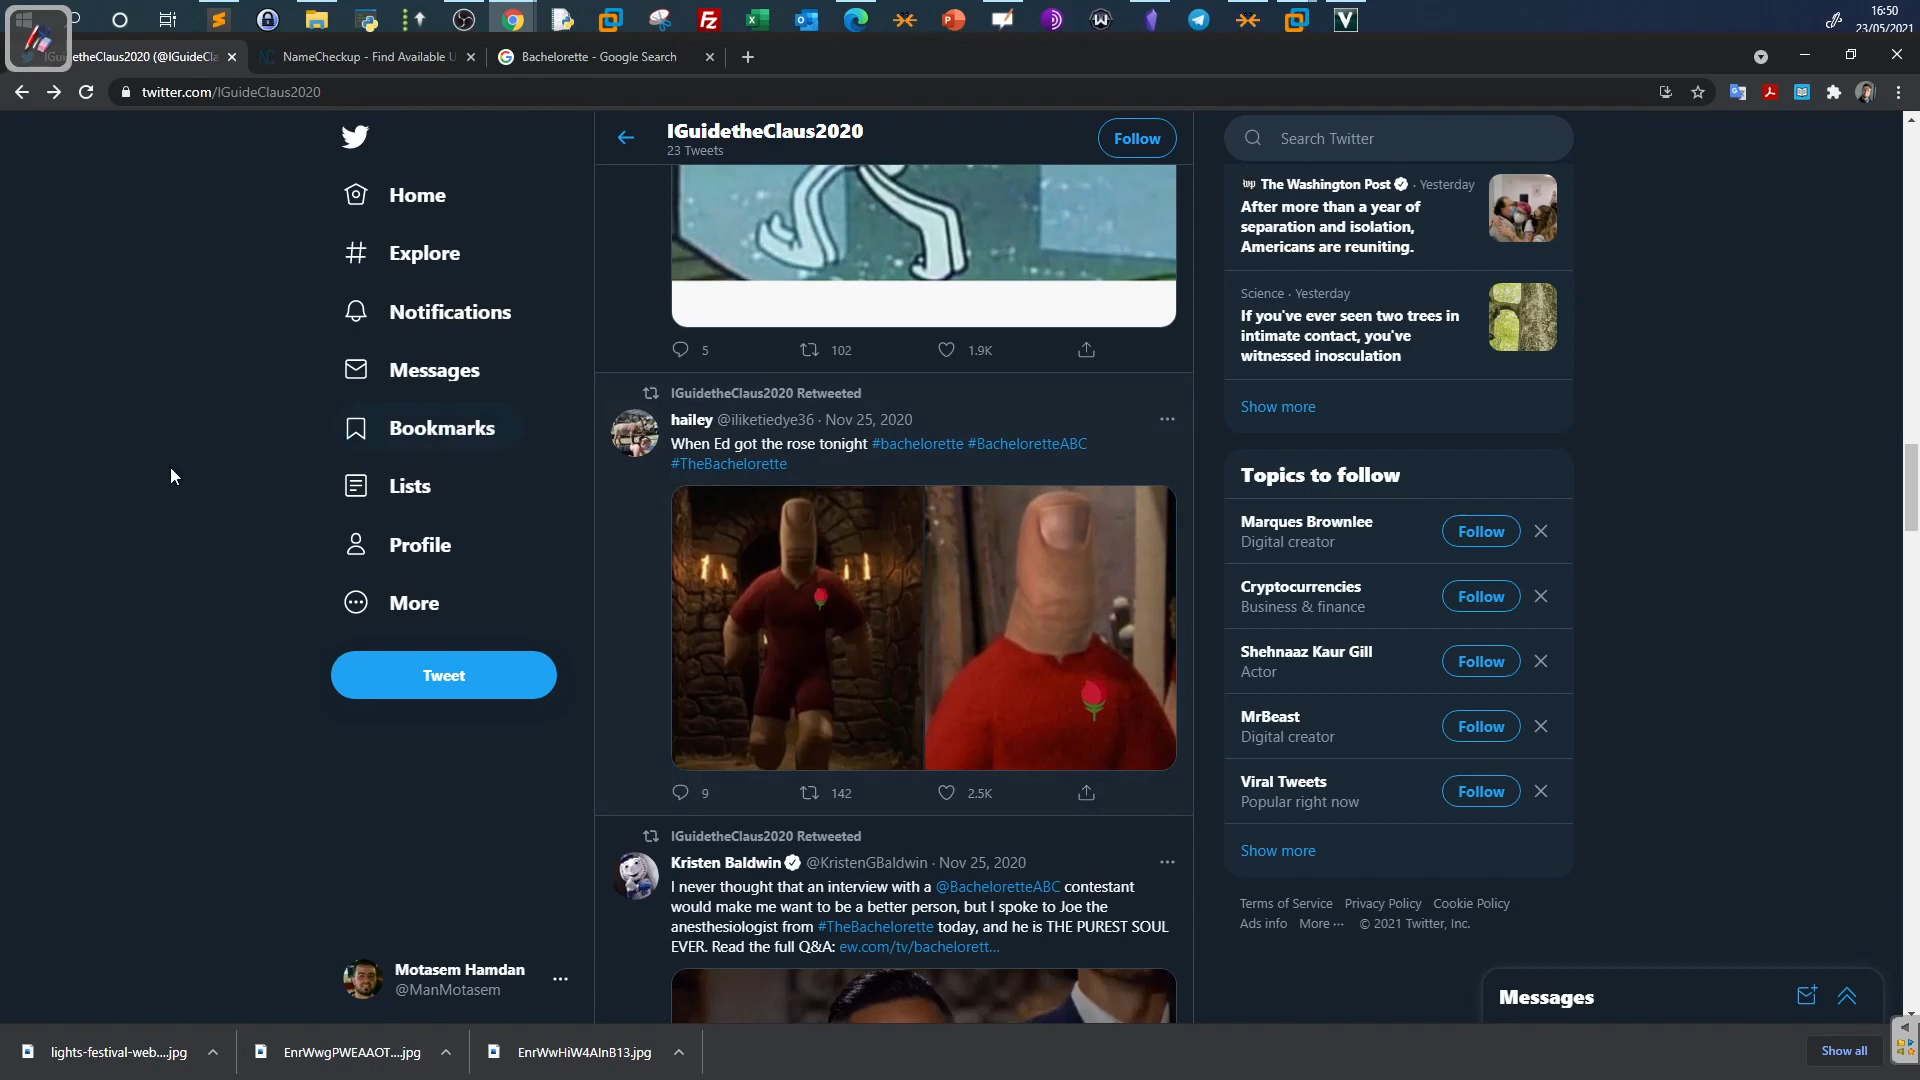 16:50
23/05/2021
etheClaus2020 (@IGuideCla
NameCheckup - Find Available U
Bachelorette - Google Search
twitter.com/IGuideClaus2020
IGuidetheClaus2020
23 Tweets
Follow
Search Twitter
Home
Explore
Notifications
Messages
Bookmarks
Lists
Profile
More
Tweet
Motasem Hamdan
@ManMotasem
5
102
1.9K
IGuidetheClaus2020 Retweeted
hailey @iliketiedye36 · Nov 25, 2020
When Ed got the rose tonight #bachelorette #BacheloretteABC
#TheBachelorette
9
142
2.5K
IGuidetheClaus2020 Retweeted
Kristen Baldwin @KristenGBaldwin · Nov 25, 2020
I never thought that an interview with a @BacheloretteABC contestant
would make me want to be a better person, but I spoke to Joe the
anesthesiologist from #TheBachelorette today, and he is THE PUREST SOUL
EVER. Read the full Q&A: ew.com/tv/bachelorett...
The Washington Post · Yesterday
After more than a year of
separation and isolation,
Americans are reuniting.
Science · Yesterday
If you've ever seen two trees in
intimate contact, you've
witnessed inosculation
Show more
Topics to follow
Marques Brownlee
Digital creator
Follow
Cryptocurrencies
Business & finance
Follow
Shehnaaz Kaur Gill
Actor
Follow
MrBeast
Digital creator
Follow
Viral Tweets
Popular right now
Follow
Show more
Terms of Service Privacy Policy Cookie Policy
Ads info More ··· © 2021 Twitter, Inc.
Messages
lights-festival-web....jpg
EnrWwgPWEAAOT....jpg
EnrWwHiW4AInB13.jpg
Show all